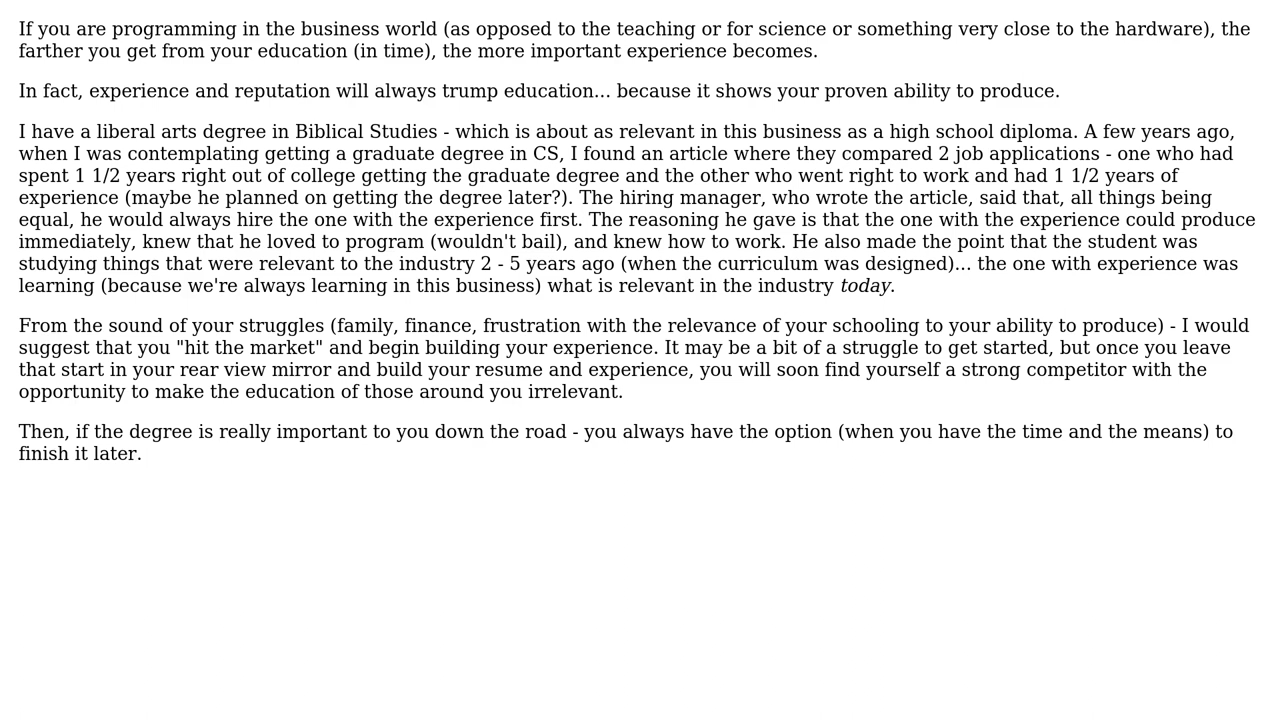 If you are programming in the business world (as opposed to the teaching or for science or something very close to the hardware), the
farther you get from your education (in time), the more important experience becomes.
In fact, experience and reputation will always trump education... because it shows your proven ability to produce.
I have a liberal arts degree in Biblical Studies - which is about as relevant in this business as a high school diploma. A few years ago,
when I was contemplating getting a graduate degree in CS, I found an article where they compared 2 job applications - one who had
spent 1 1/2 years right out of college getting the graduate degree and the other who went right to work and had 1 1/2 years of
experience (maybe he planned on getting the degree later?). The hiring manager, who wrote the article, said that, all things being
equal, he would always hire the one with the experience first. The reasoning he gave is that the one with the experience could produce
immediately, knew that he loved to program (wouldn't bail), and knew how to work. He also made the point that the student was
studying things that were relevant to the industry 2 - 5 years ago (when the curriculum was designed)... the one with experience was
learning (because we're always learning in this business) what is relevant in the industry today.
From the sound of your struggles (family, finance, frustration with the relevance of your schooling to your ability to produce) - I would
suggest that you "hit the market" and begin building your experience. It may be a bit of a struggle to get started, but once you leave
that start in your rear view mirror and build your resume and experience, you will soon find yourself a strong competitor with the
opportunity to make the education of those around you irrelevant.
Then, if the degree is really important to you down the road - you always have the option (when you have the time and the means) to
finish it later.